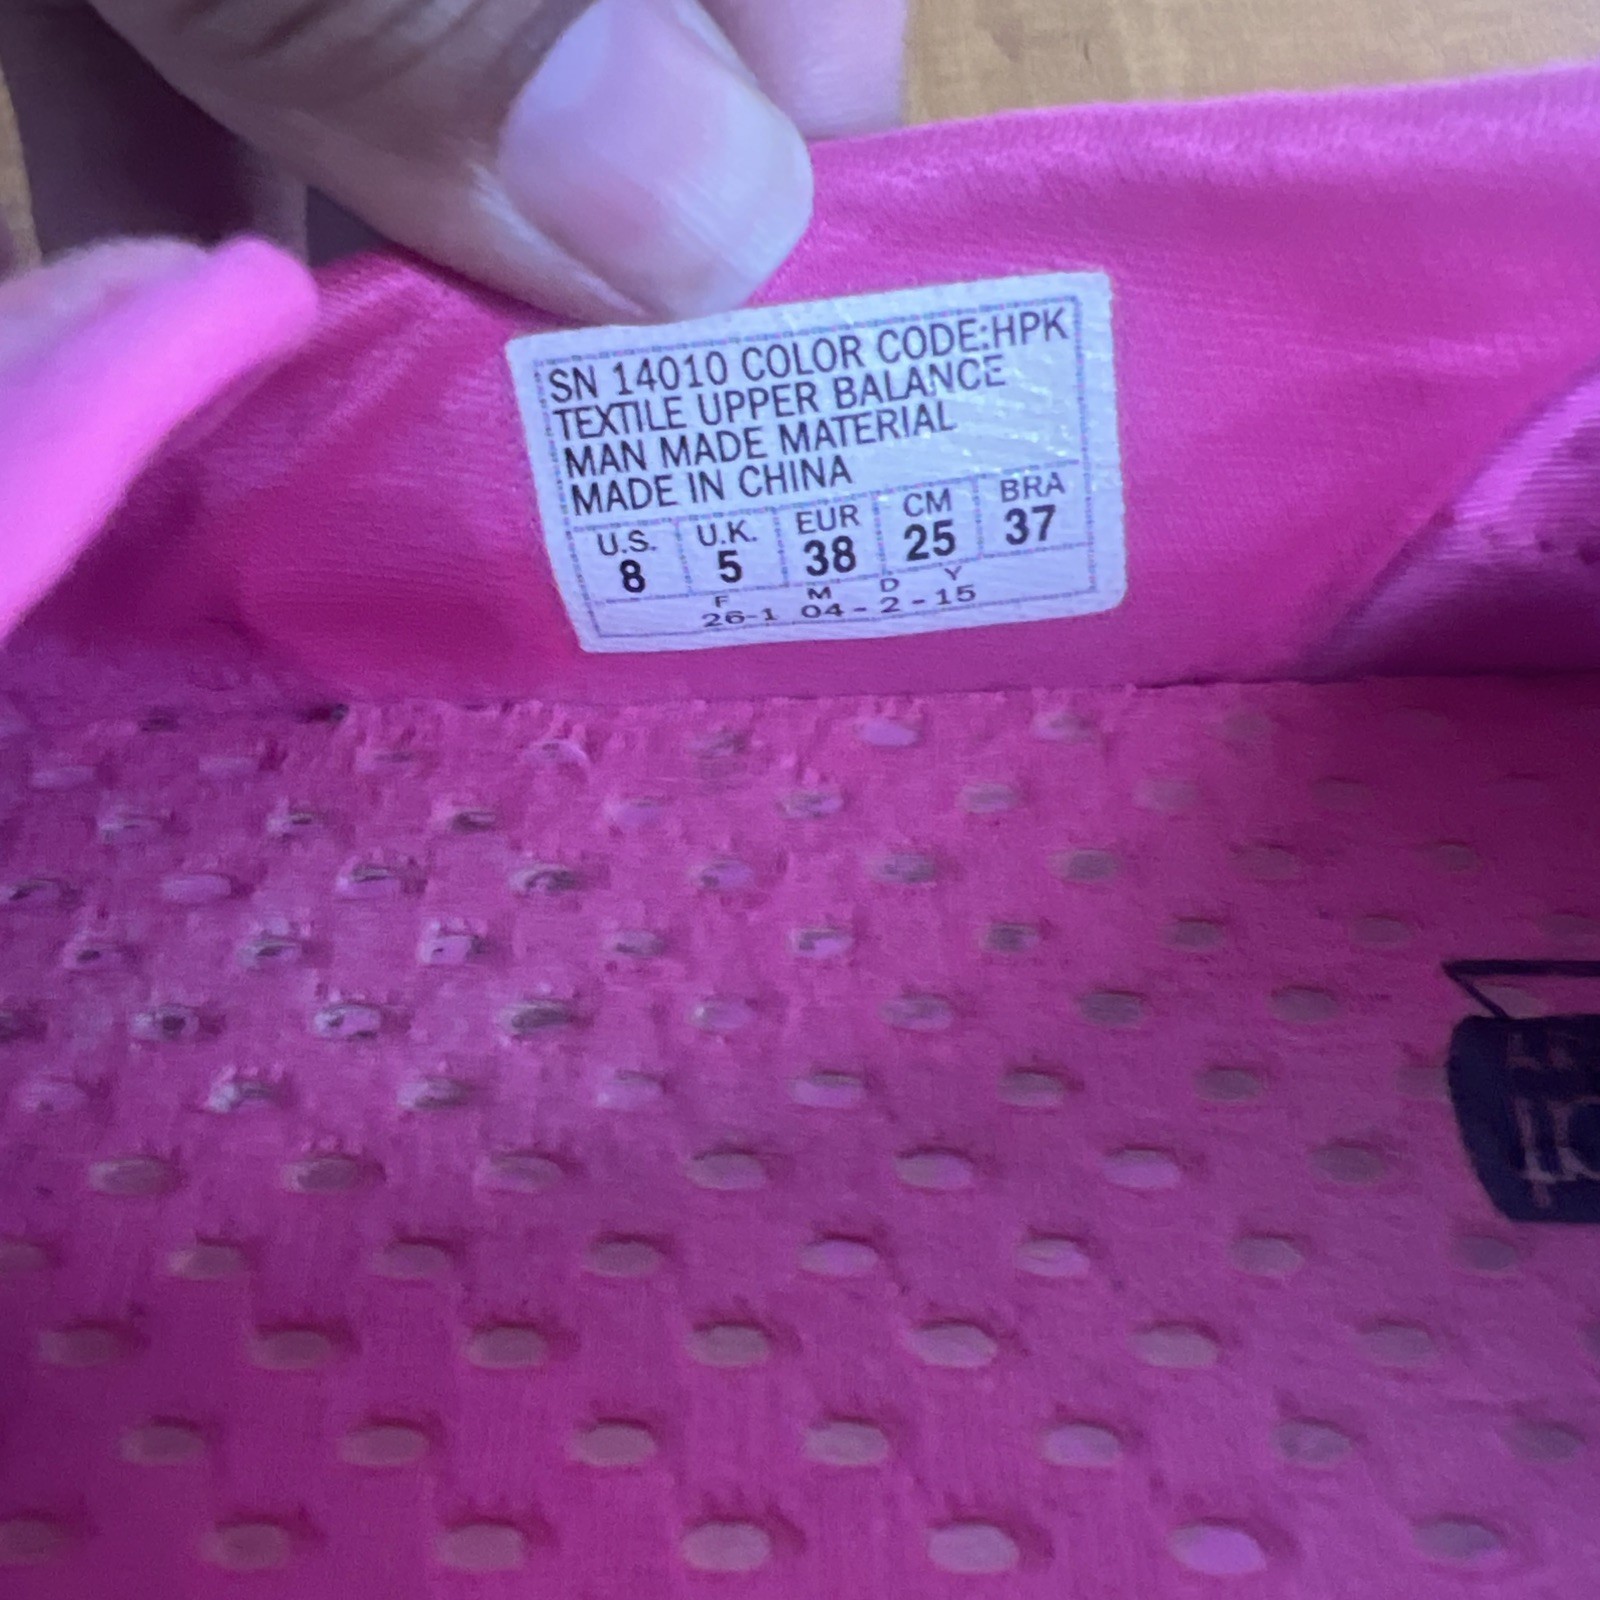 SN 14010 COLOR CODE:HPK
TEXTILE UPPER BALANCE
MAN MADE MATERIAL
MADE IN CHINA
U.S. U.K. EUR CM BRA
8 5 38 25 37
F M D Y
26-1 04-2-15